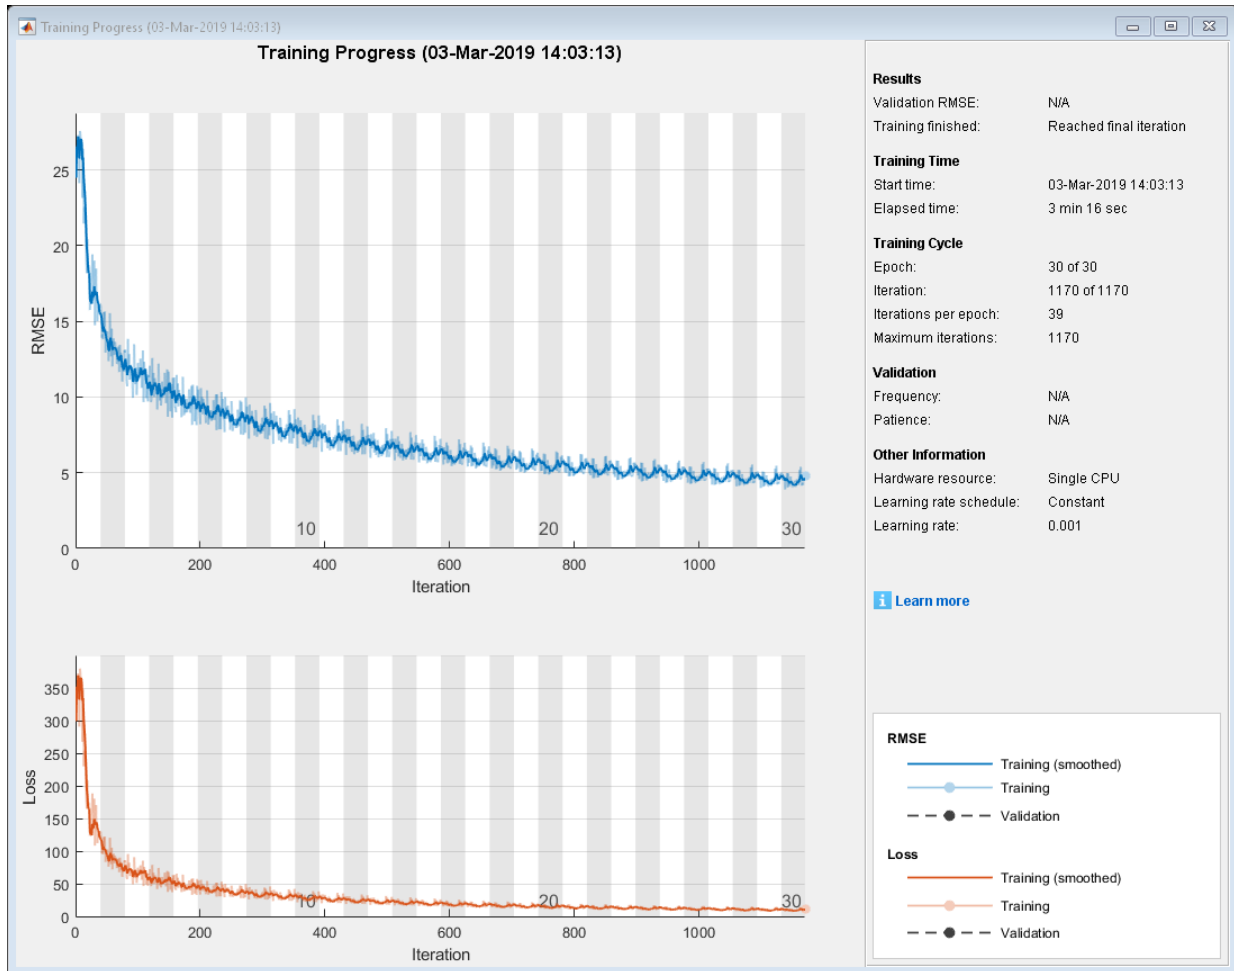 Training Progress (03-Mar-2019 14:03:13)
Training Progress (03-Mar-2019 14:03:13)
25
20
15
10
5
0
RMSE
10
20
30
0
200
400
600
800
1000
Iteration
350
300
250
200
150
100
50
0
Loss
10
20
30
0
200
400
600
800
1000
Iteration
Results
Validation RMSE: N/A
Training finished: Reached final iteration
Training Time
Start time: 03-Mar-2019 14:03:13
Elapsed time: 3 min 16 sec
Training Cycle
Epoch: 30 of 30
Iteration: 1170 of 1170
Iterations per epoch: 39
Maximum iterations: 1170
Validation
Frequency: N/A
Patience: N/A
Other Information
Hardware resource: Single CPU
Learning rate schedule: Constant
Learning rate: 0.001
i Learn more
RMSE
Training (smoothed)
Training
Validation
Loss
Training (smoothed)
Training
Validation